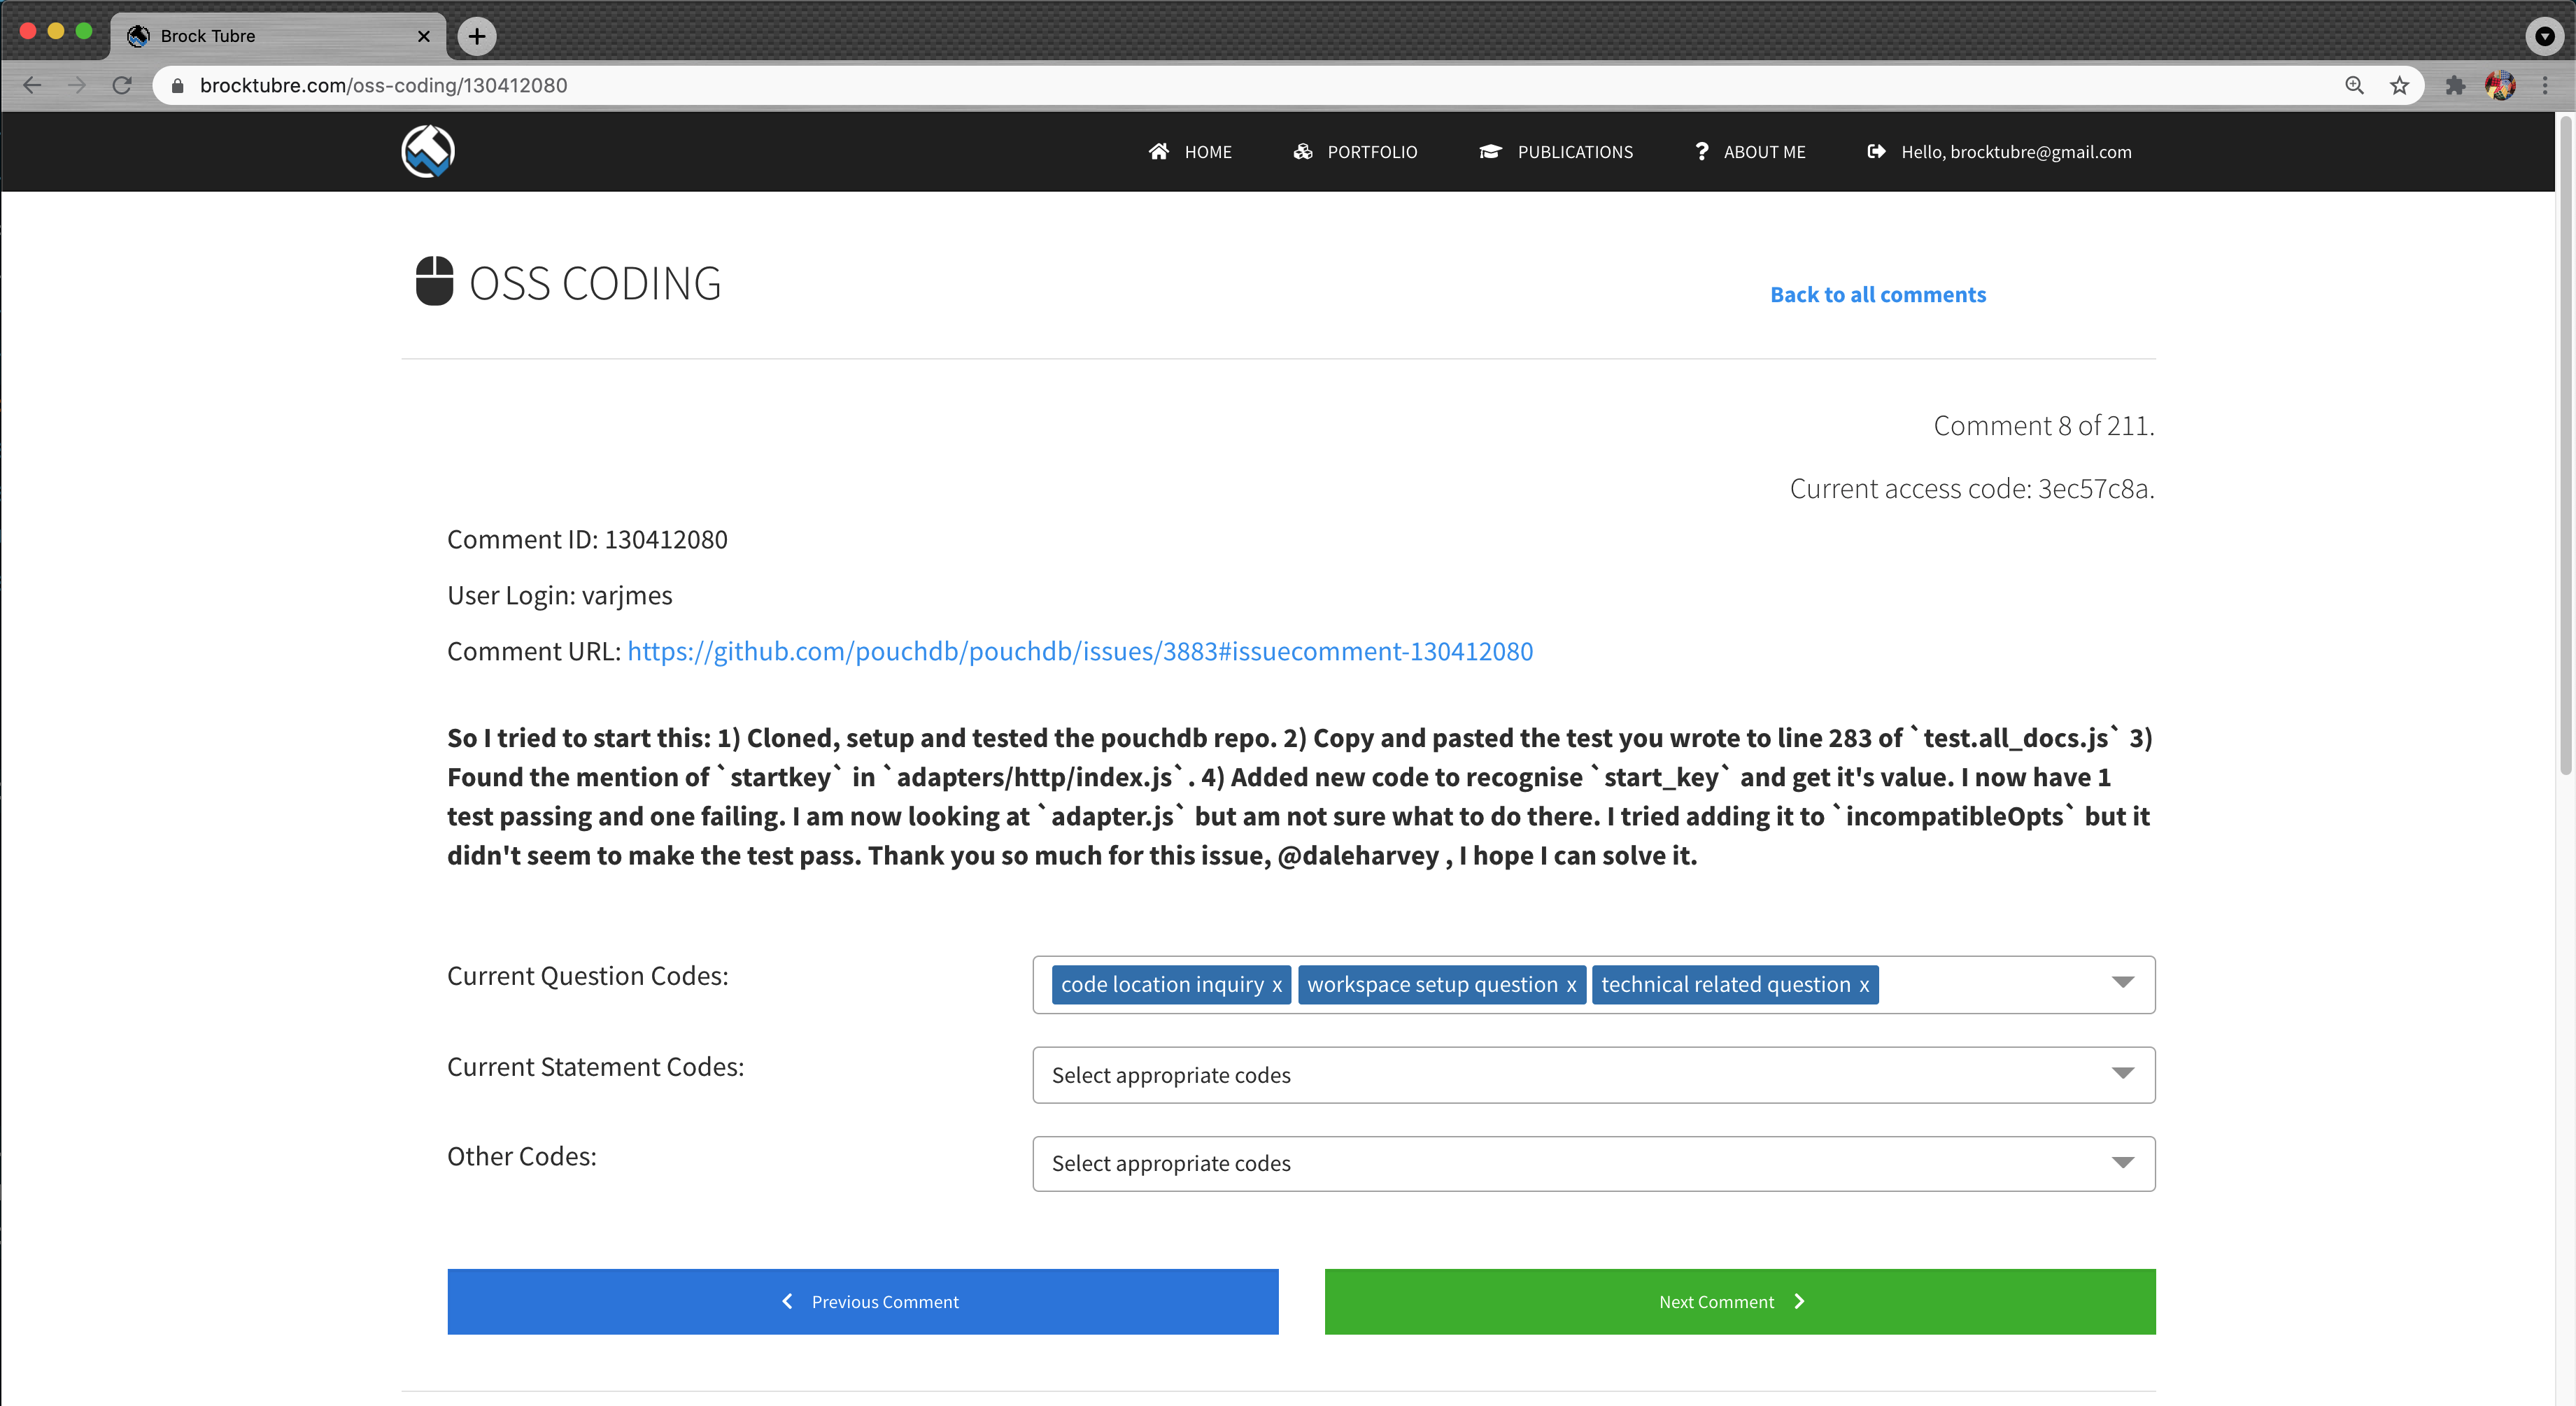 Brock Tubre
brocktubre.com/oss-coding/130412080
HOME PORTFOLIO PUBLICATIONS ABOUT ME Hello, brocktubre@gmail.com
OSS CODING
Back to all comments
Comment 8 of 211.
Current access code: 3ec57c8a.
Comment ID: 130412080
User Login: varjmes
Comment URL: https://github.com/pouchdb/pouchdb/issues/3883#issuecomment-130412080
So I tried to start this: 1) Cloned, setup and tested the pouchdb repo. 2) Copy and pasted the test you wrote to line 283 of `test.all_docs.js` 3)
Found the mention of `startkey` in `adapters/http/index.js`. 4) Added new code to recognise `start_key` and get it's value. I now have 1
test passing and one failing. I am now looking at `adapter.js` but am not sure what to do there. I tried adding it to `incompatibleOpts` but it
didn't seem to make the test pass. Thank you so much for this issue, @daleharvey , I hope I can solve it.
Current Question Codes: code location inquiry x workspace setup question x technical related question x
Current Statement Codes: Select appropriate codes
Other Codes: Select appropriate codes
Previous Comment Next Comment